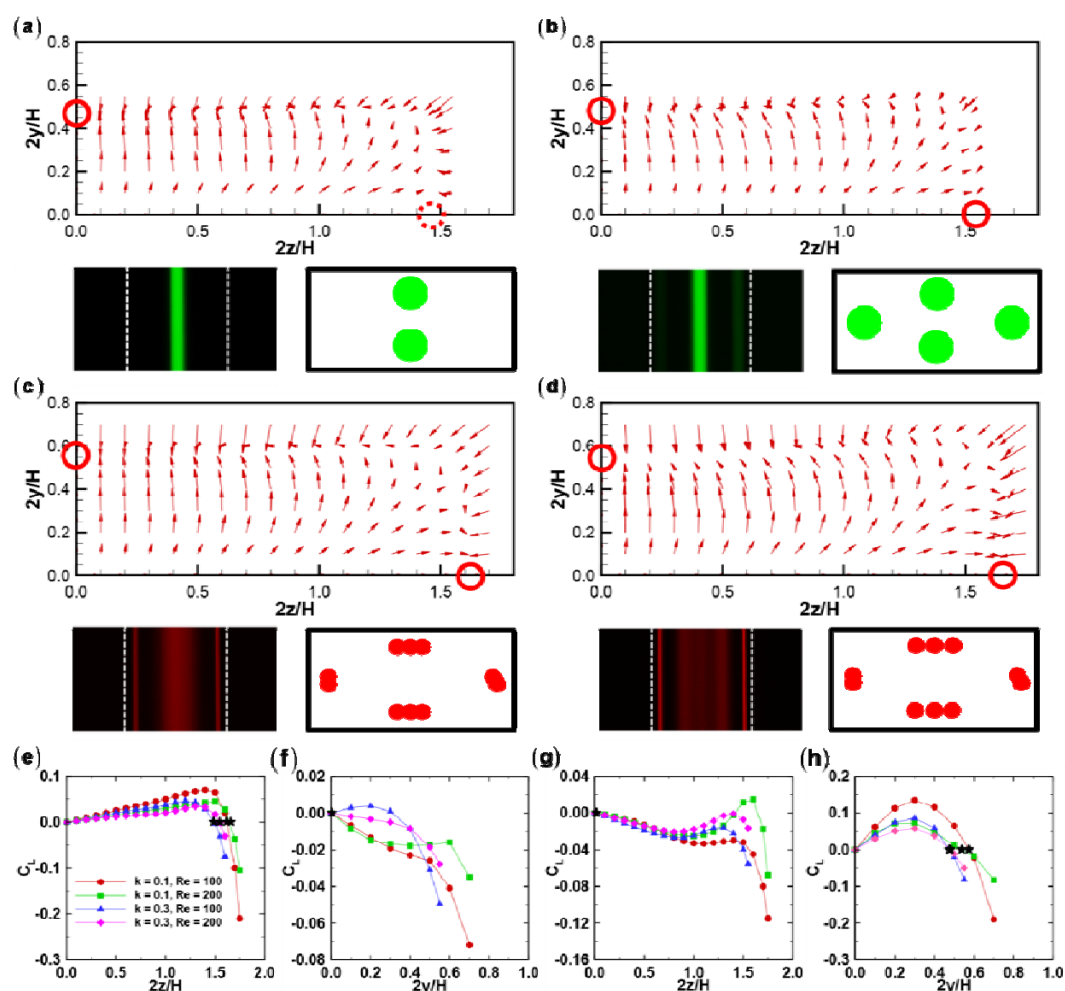 (a)
(b)
0.8
0.6
0.4
0.2
0.0
2y/H
0.0
0.5
1.0
1.5
2z/H
0.8
0.6
0.4
0.2
0.0
2y/H
0.0
0.5
1.0
1.5
2z/H
(c)
(d)
0.8
0.6
0.4
0.2
0.0
2y/H
0.0
0.5
1.0
1.5
2z/H
0.8
0.6
0.4
0.2
0.0
2y/H
0.0
0.5
1.0
1.5
2z/H
(e)
(f)
(g)
(h)
0.1
0.0
-0.1
-0.2
-0.3
CL
k = 0.1, Re = 100
k = 0.1, Re = 200
k = 0.3, Re = 100
k = 0.3, Re = 200
0.0 0.5 1.0 1.5 2.0
2z/H
0.02
0.00
-0.02
-0.04
-0.06
-0.08
CL
0.0 0.2 0.4 0.6 0.8 1.0
2y/H
0.04
0.00
-0.04
-0.08
-0.12
-0.16
CL
0.0 0.5 1.0 1.5 2.0
2z/H
0.2
0.1
0.0
-0.1
-0.2
-0.3
CL
0.0 0.2 0.4 0.6 0.8 1.0
2y/H